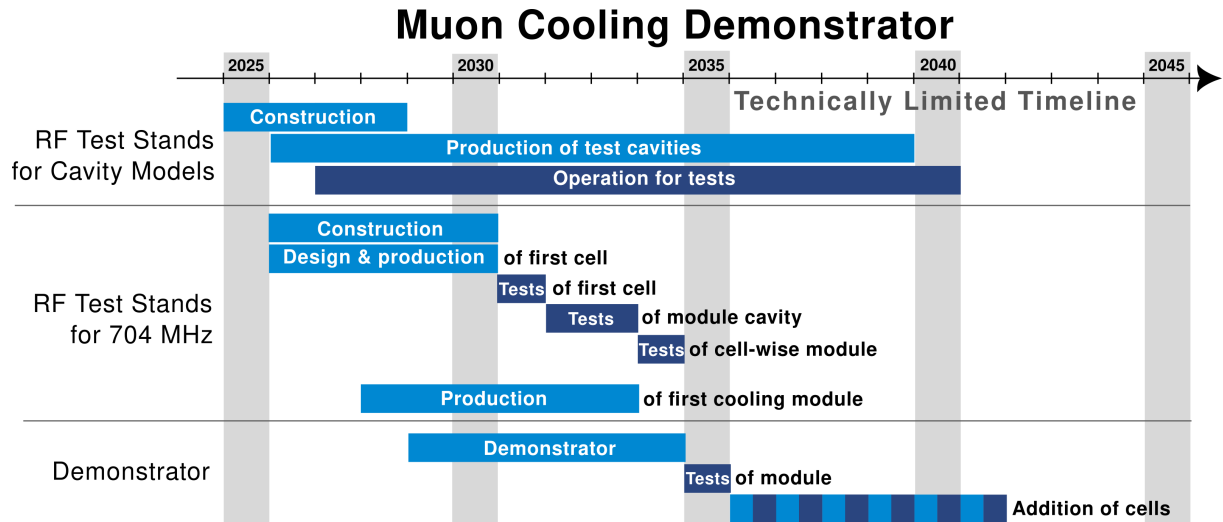 Muon Cooling Demonstrator
2025 2030 2035 2040 2045
Technically Limited Timeline
RF Test Stands
for Cavity Models
Construction
Production of test cavities
Operation for tests
RF Test Stands
for 704 MHz
Construction
Design & production of first cell
Tests of first cell
Tests of module cavity
Tests of cell-wise module
Production of first cooling module
Demonstrator
Demonstrator
Tests of module
Addition of cells